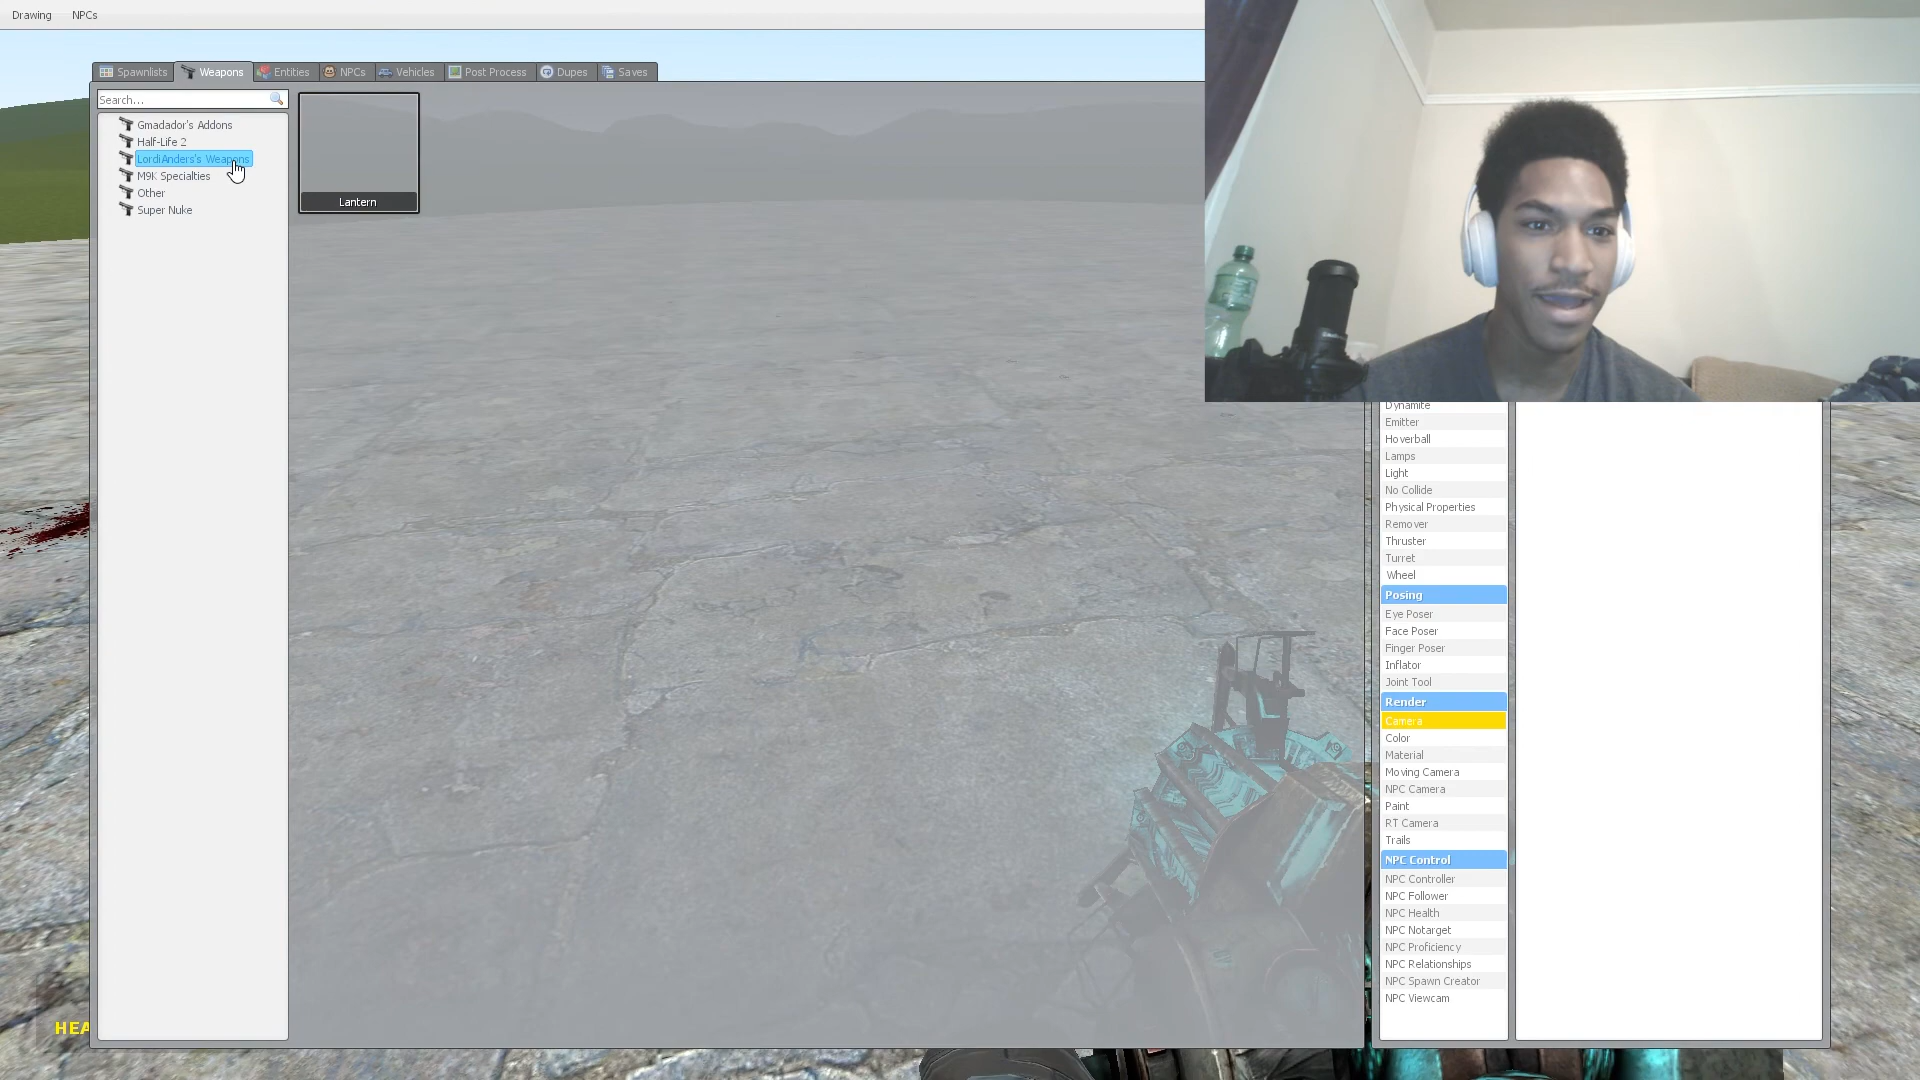 Drawing NPCs
Spawnlists Weapons Entities NPCs Vehicles Post Process Dupes Saves
Search...
Gmadador's Addons
Half-Life 2
LordiAnders's Weapons
M9K Specialties
Other
Super Nuke
Lantern
Dynamite
Emitter
Hoverball
Lamps
Light
No Collide
Physical Properties
Remover
Thruster
Turret
Wheel
Posing
Eye Poser
Face Poser
Finger Poser
Inflator
Joint Tool
Render
Camera
Color
Material
Moving Camera
NPC Camera
Paint
RT Camera
Trails
NPC Control
NPC Controller
NPC Follower
NPC Health
NPC Notarget
NPC Proficiency
NPC Relationships
NPC Spawn Creator
NPC Viewcam
HEA